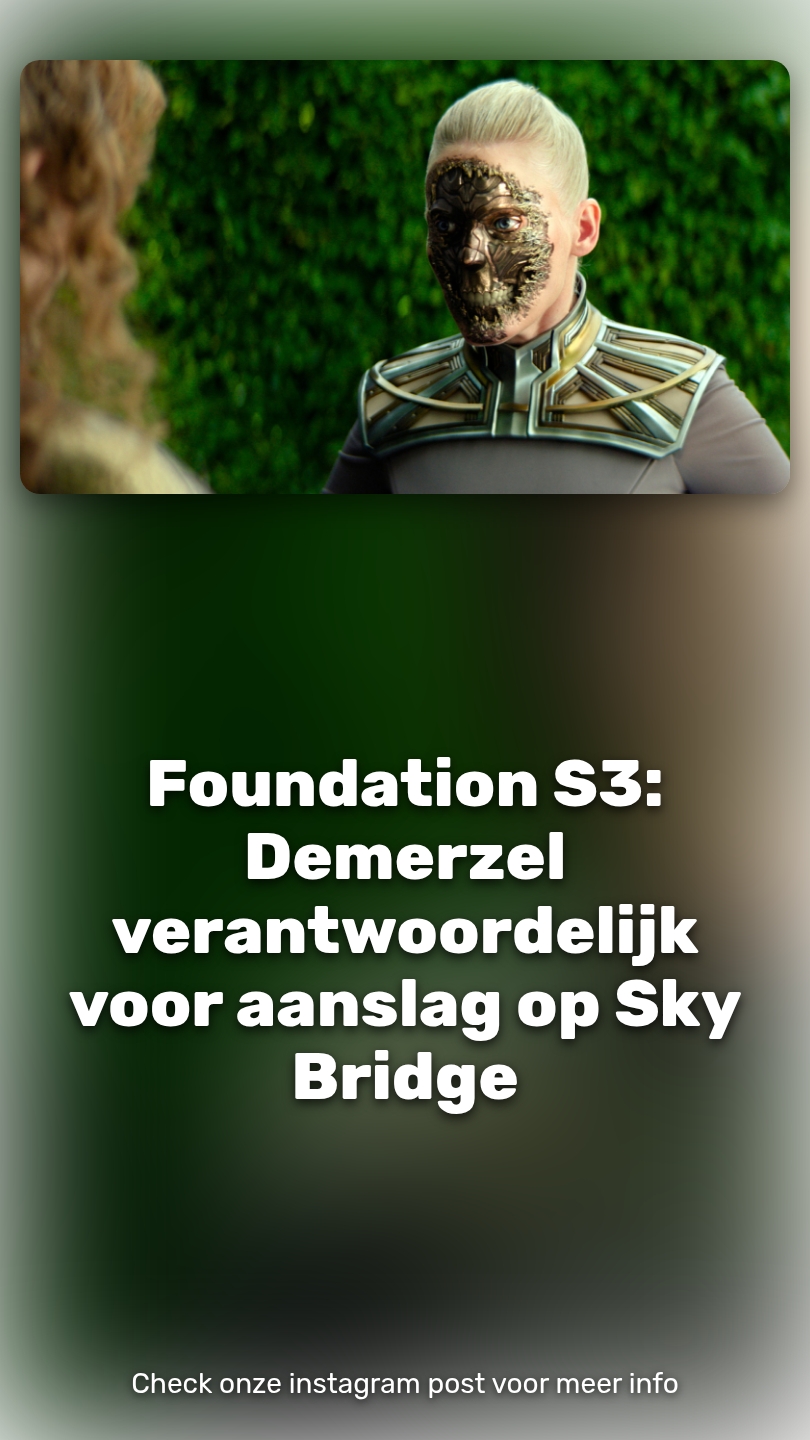 Foundation S3:
Demerzel
verantwoordelijk
voor aanslag op Sky
Bridge
Check onze instagram post voor meer info